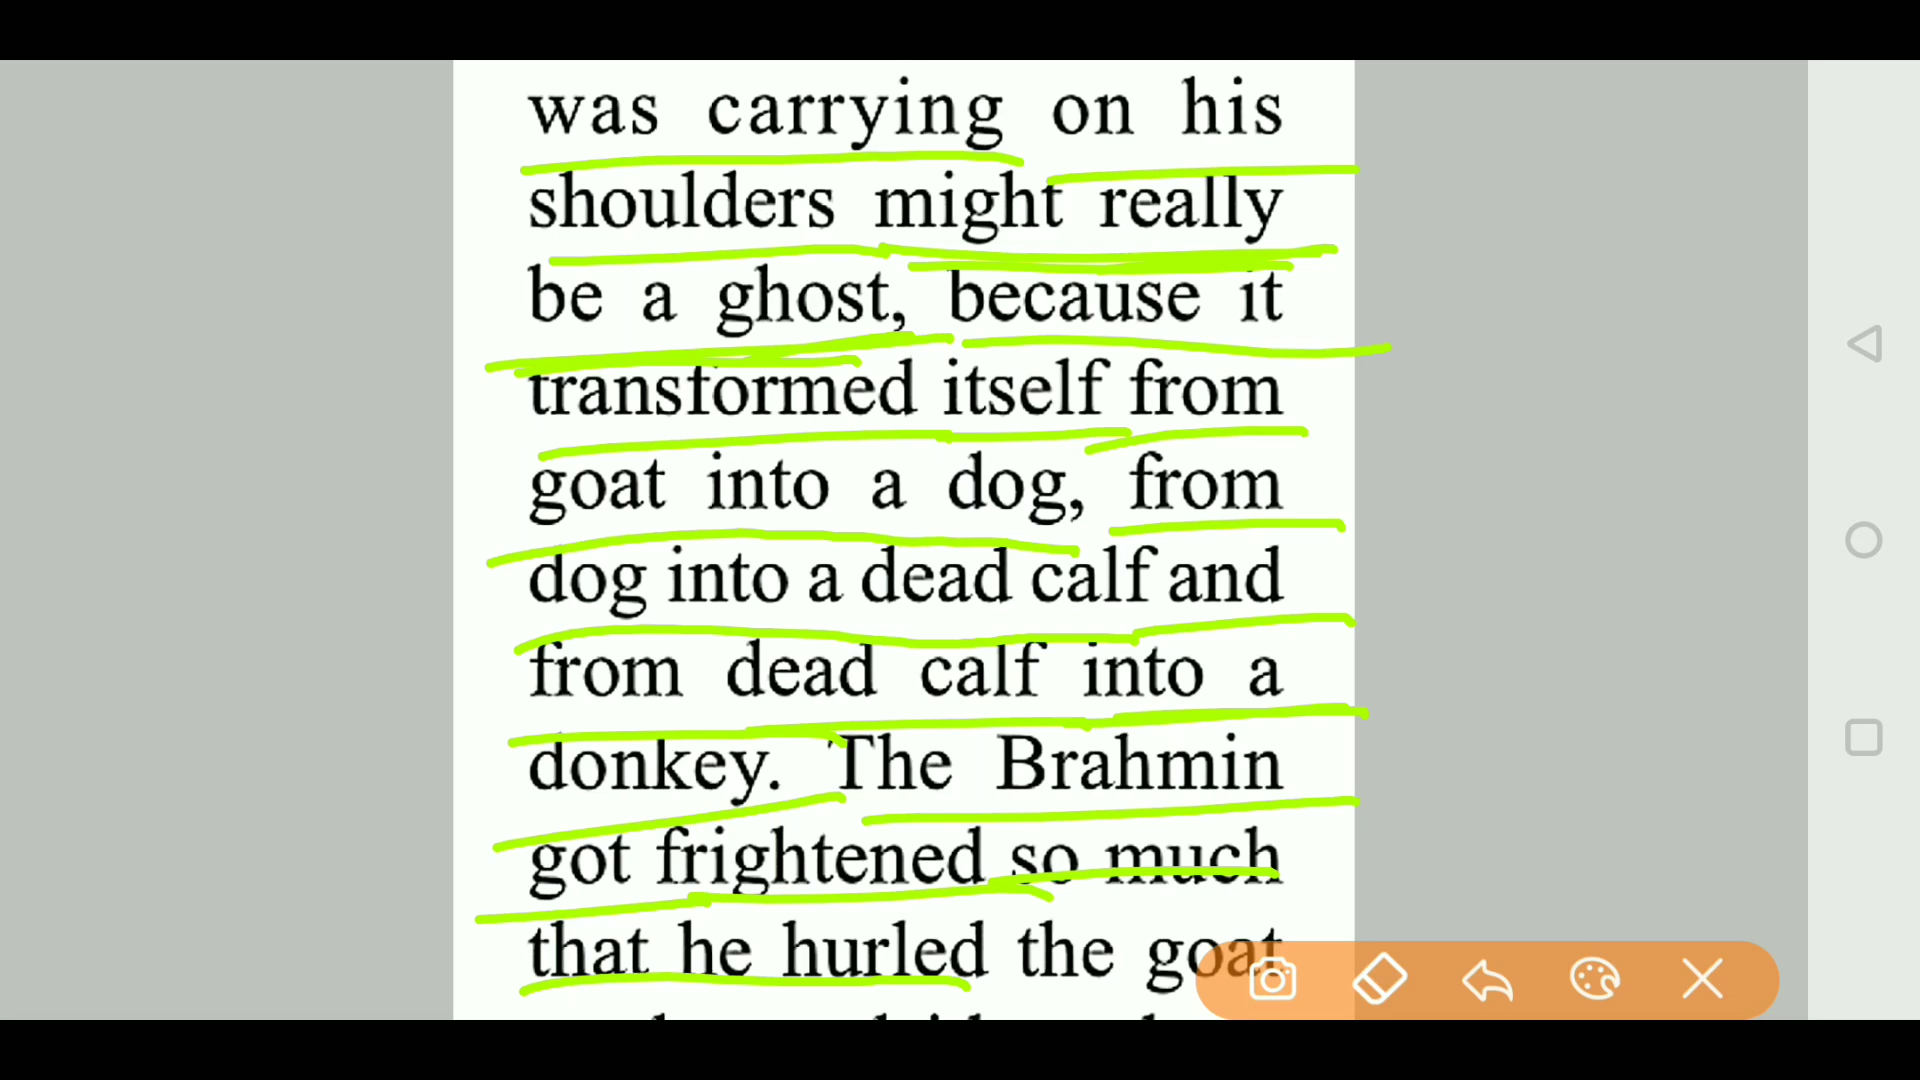 was carrying on his
shoulders might really
be a ghost, because it
transformed itself from
goat into a dog, from
dog into a dead calf and
from dead calf into a
donkey. The Brahmin
got frightened so much
that he hurled the goat